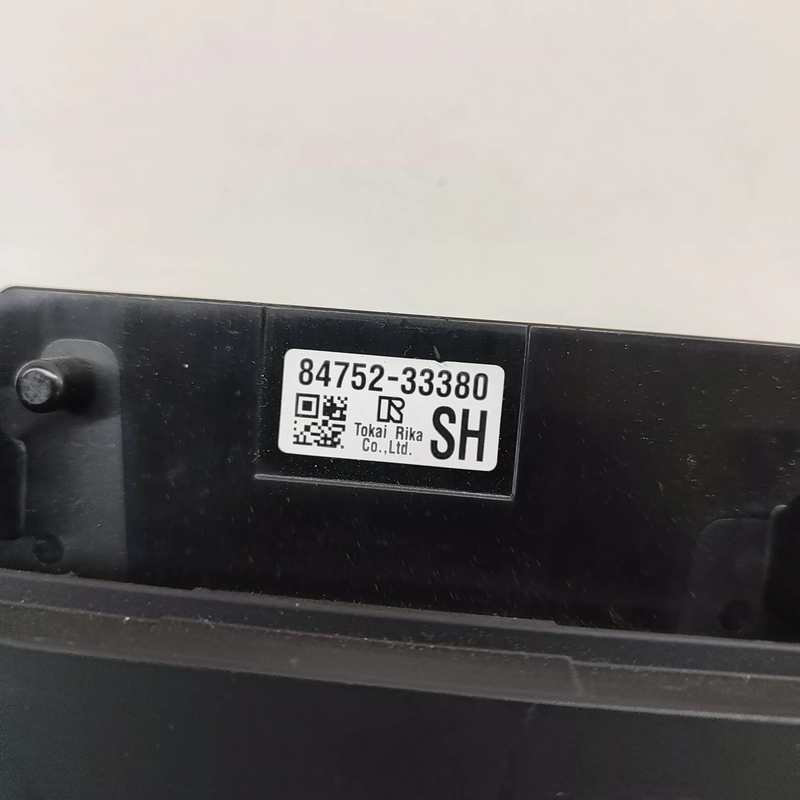 84752-33380
Tokai Rika
Co.,Ltd.
SH